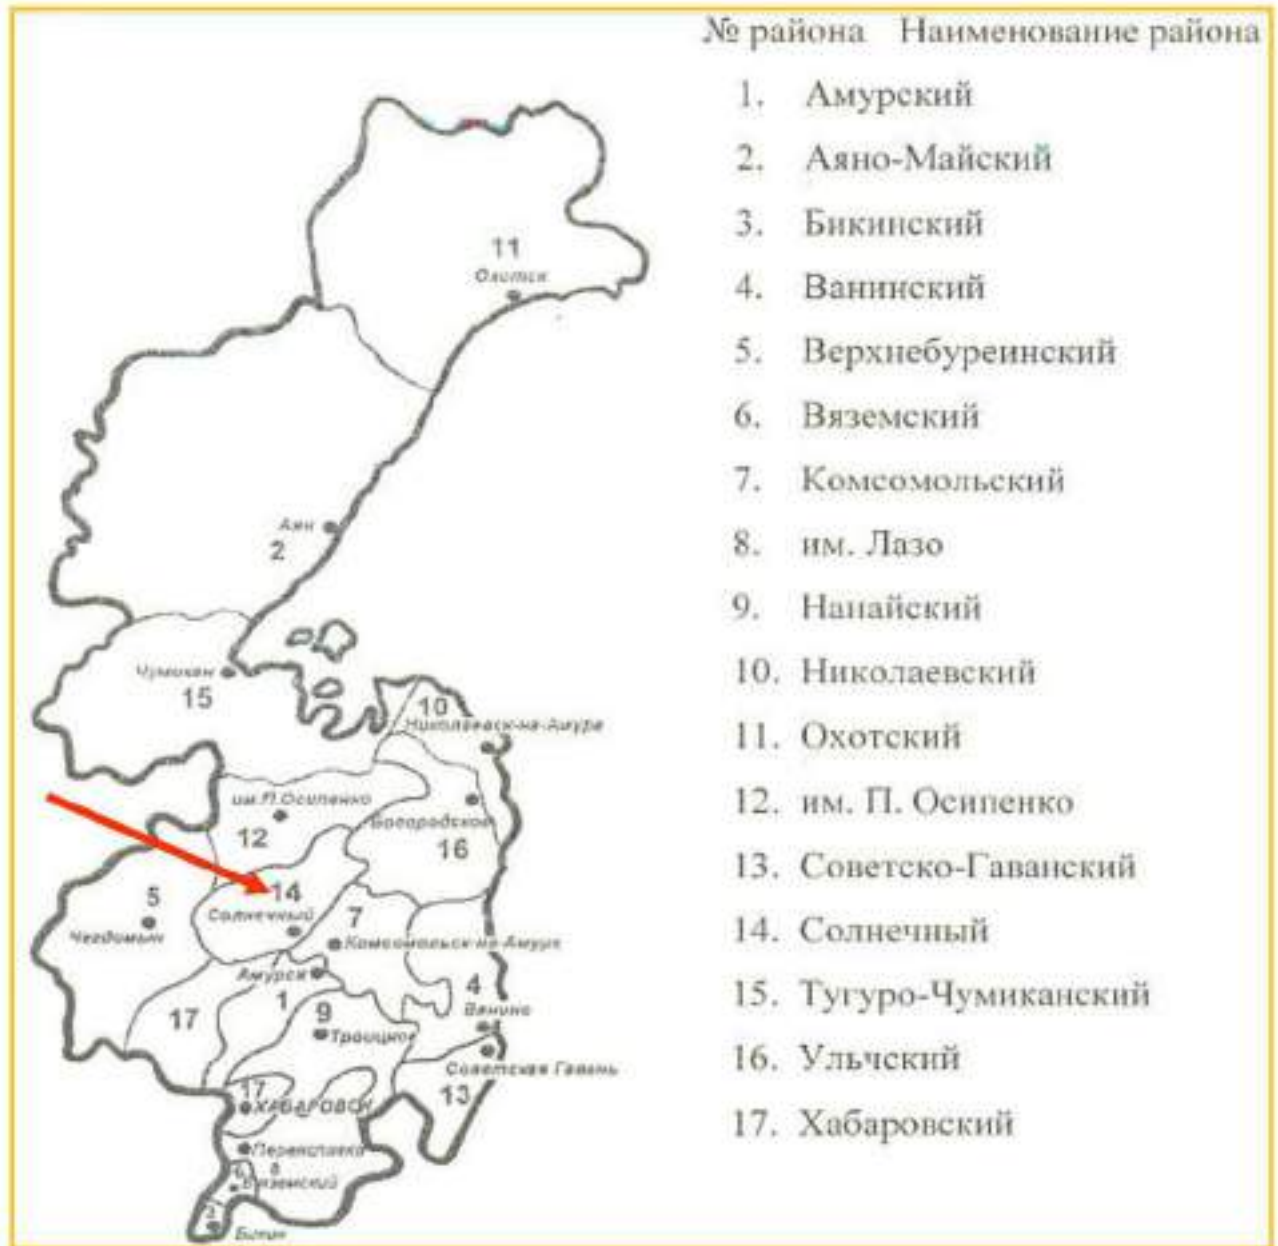 № района Наименование района
1. Амурский
2. Аяно-Майский
3. Бикинский
4. Ванинский
5. Верхнебуреинский
6. Вяземский
7. Комсомольский
8. им. Лазо
9. Нанайский
10. Николаевский
11. Охотский
12. им. П. Осипенко
13. Советско-Гаванский
14. Солнечный
15. Тугуро-Чумиканский
16. Ульчский
17. Хабаровский
11
Охотск
Аян
2
Чумикан
15
10
Николаевск-на-Амуре
им.П.Осипенко
12
Богородское
16
14
Солнечный
5
Чегдомын
7
Комсомольск-на-Амуре
Амурск
1
4
Ванино
17
9
Троицкое
Советская Гавань
13
17
ХАБАРОВСК
Переяславка
8
6
Вяземский
3
Бикин